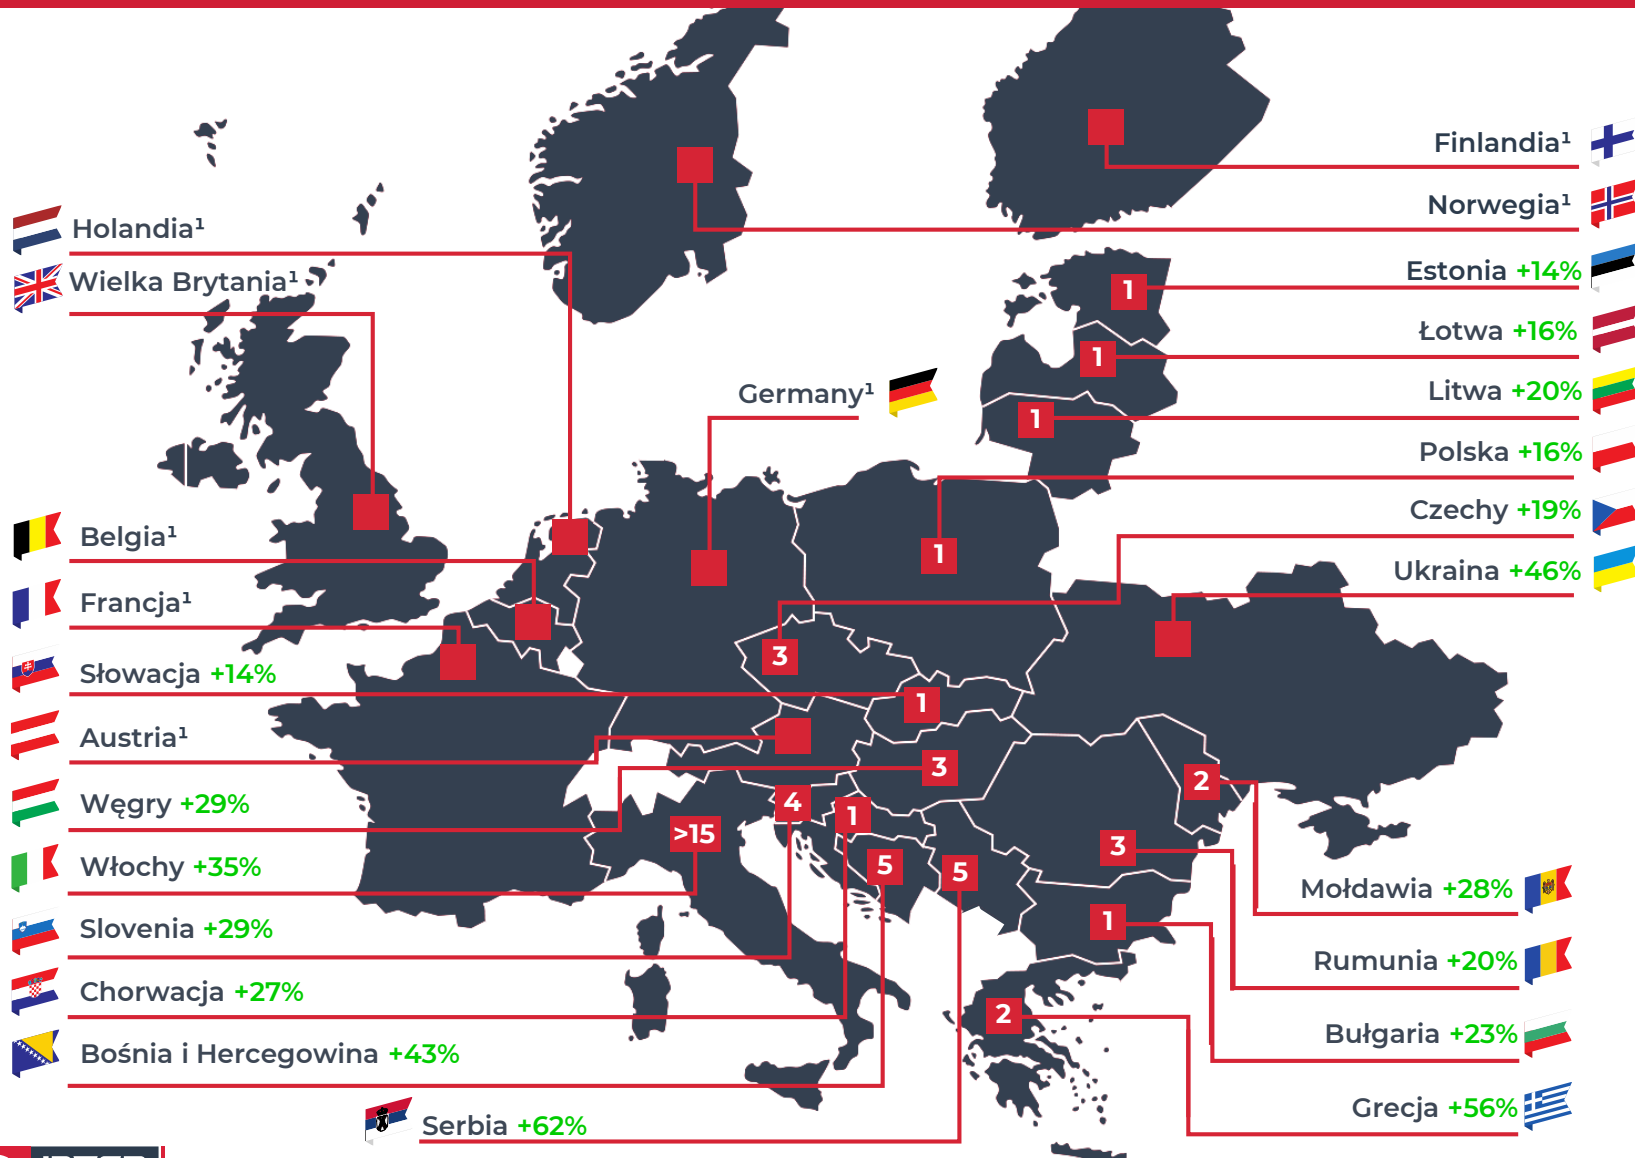 Finlandia¹
Norwegia¹
Holandia¹
Wielka Brytania¹
Estonia +14%
1
Łotwa +16%
1
Germany¹
Litwa +20%
1
Polska +16%
Czechy +19%
Belgia¹
1
Ukraina +46%
Francja¹
3
Słowacja +14%
1
Austria¹
3
2
Węgry +29%
4
1
>15
3
Włochy +35%
5
5
Mołdawia +28%
1
Slovenia +29%
Rumunia +20%
Chorwacja +27%
2
Bułgaria +23%
Bośnia i Hercegowina +43%
Grecja +56%
Serbia +62%